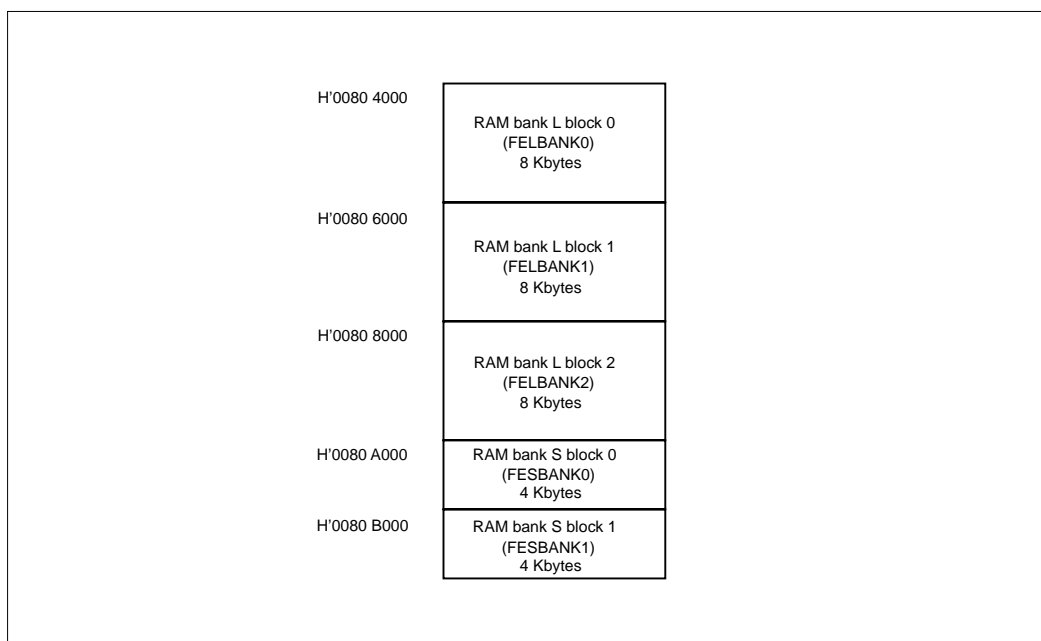 H'0080 4000
RAM bank L block 0
(FELBANK0)
8 Kbytes
H'0080 6000
RAM bank L block 1
(FELBANK1)
8 Kbytes
H'0080 8000
RAM bank L block 2
(FELBANK2)
8 Kbytes
H'0080 A000
RAM bank S block 0
(FESBANK0)
4 Kbytes
H'0080 B000
RAM bank S block 1
(FESBANK1)
4 Kbytes